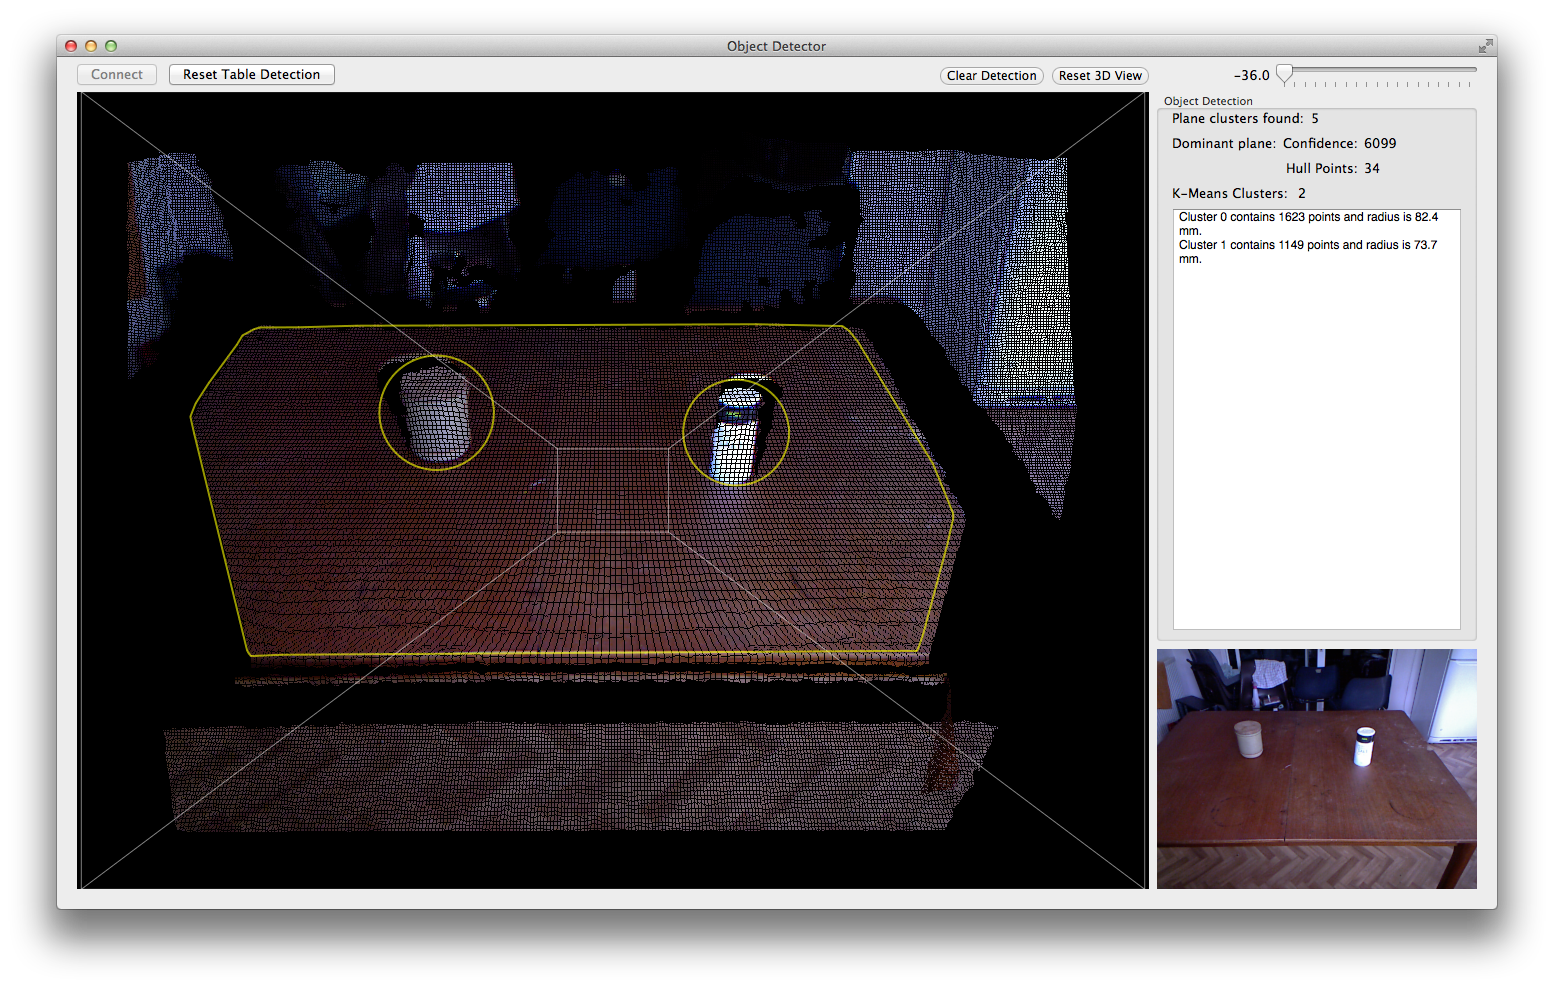 Object Detector
Connect
Reset Table Detection
Clear Detection
Reset 3D View
-36.0
Object Detection
Plane clusters found: 5
Dominant plane: Confidence: 6099
Hull Points: 34
K-Means Clusters: 2
Cluster 0 contains 1623 points and radius is 82.4
mm.
Cluster 1 contains 1149 points and radius is 73.7
mm.